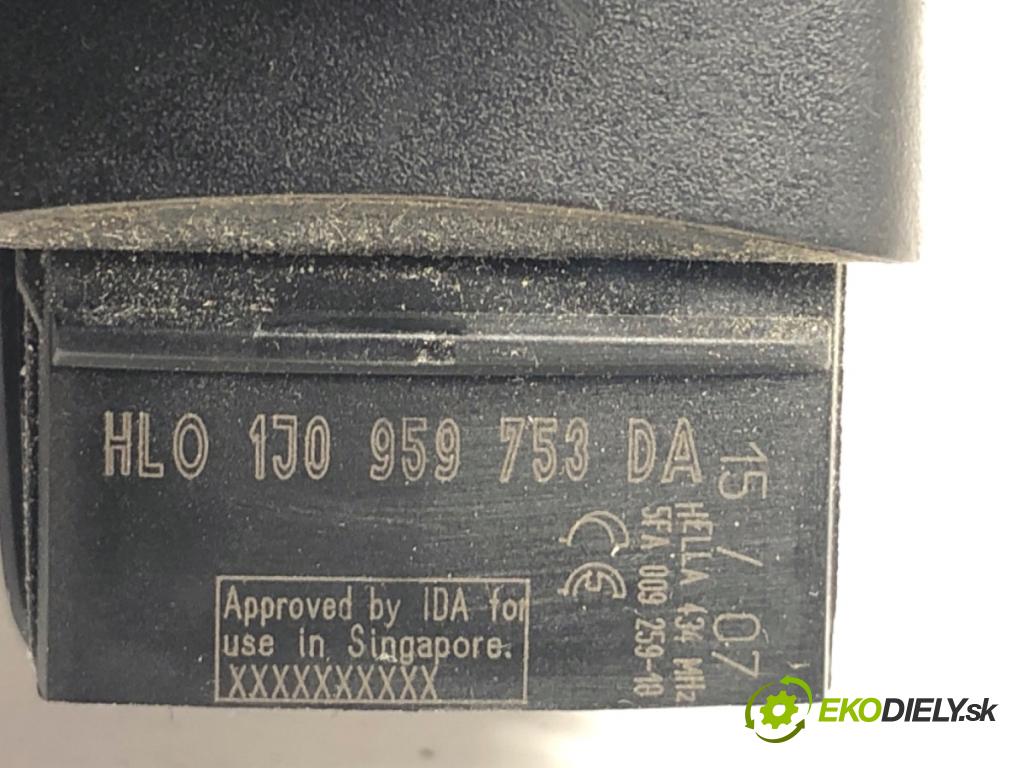 HLO 1J0 959 753 DA
15 / 07
HELLA 434 MHz
5FA 009 259-10
CE
Approved by IDA for
use in Singapore.
XXXXXXXXXX
EKODIELY.sk